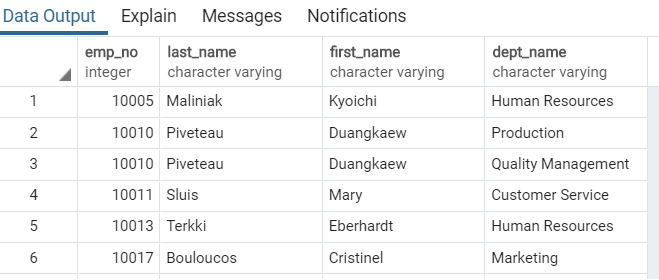 Data Output Explain Messages Notifications
emp_no last_name first_name dept_name
integer character varying character varying character varying
1 10005 Maliniak Kyoichi Human Resources
2 10010 Piveteau Duangkaew Production
3 10010 Piveteau Duangkaew Quality Management
4 10011 Sluis Mary Customer Service
5 10013 Terkki Eberhardt Human Resources
6 10017 Bouloucos Cristinel Marketing